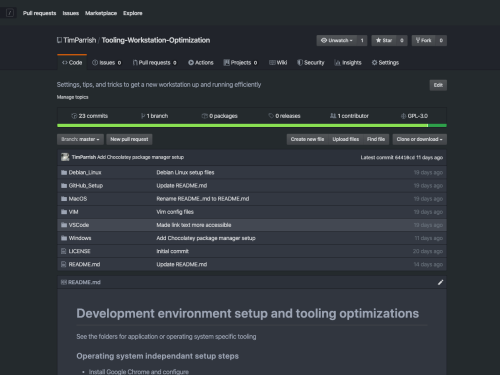 / Pull requests Issues Marketplace Explore
TimParrish / Tooling-Workstation-Optimization
Unwatch 1 Star 0 Fork 0
Code Issues 0 Pull requests 0 Actions Projects 0 Wiki Security Insights Settings
Settings, tips, and tricks to get a new workstation up and running efficiently Edit
Manage topics
23 commits 1 branch 0 packages 0 releases 1 contributor GPL-3.0
Branch: master New pull request Create new file Upload files Find file Clone or download
TimParrish Add Chocolatey package manager setup Latest commit 64418cd 11 days ago
Debian_Linux Debian Linux setup files 19 days ago
GitHub_Setup Update README.md 19 days ago
MacOS Rename README..md to README.md 19 days ago
VIM Vim config files 19 days ago
VSCode Made link text more accessible 19 days ago
Windows Add Chocolatey package manager setup 11 days ago
LICENSE Initial commit 20 days ago
README.md Update README.md 14 days ago
README.md
Development environment setup and tooling optimizations
See the folders for application or operating system specific tooling
Operating system independant setup steps
• Install Google Chrome and configure